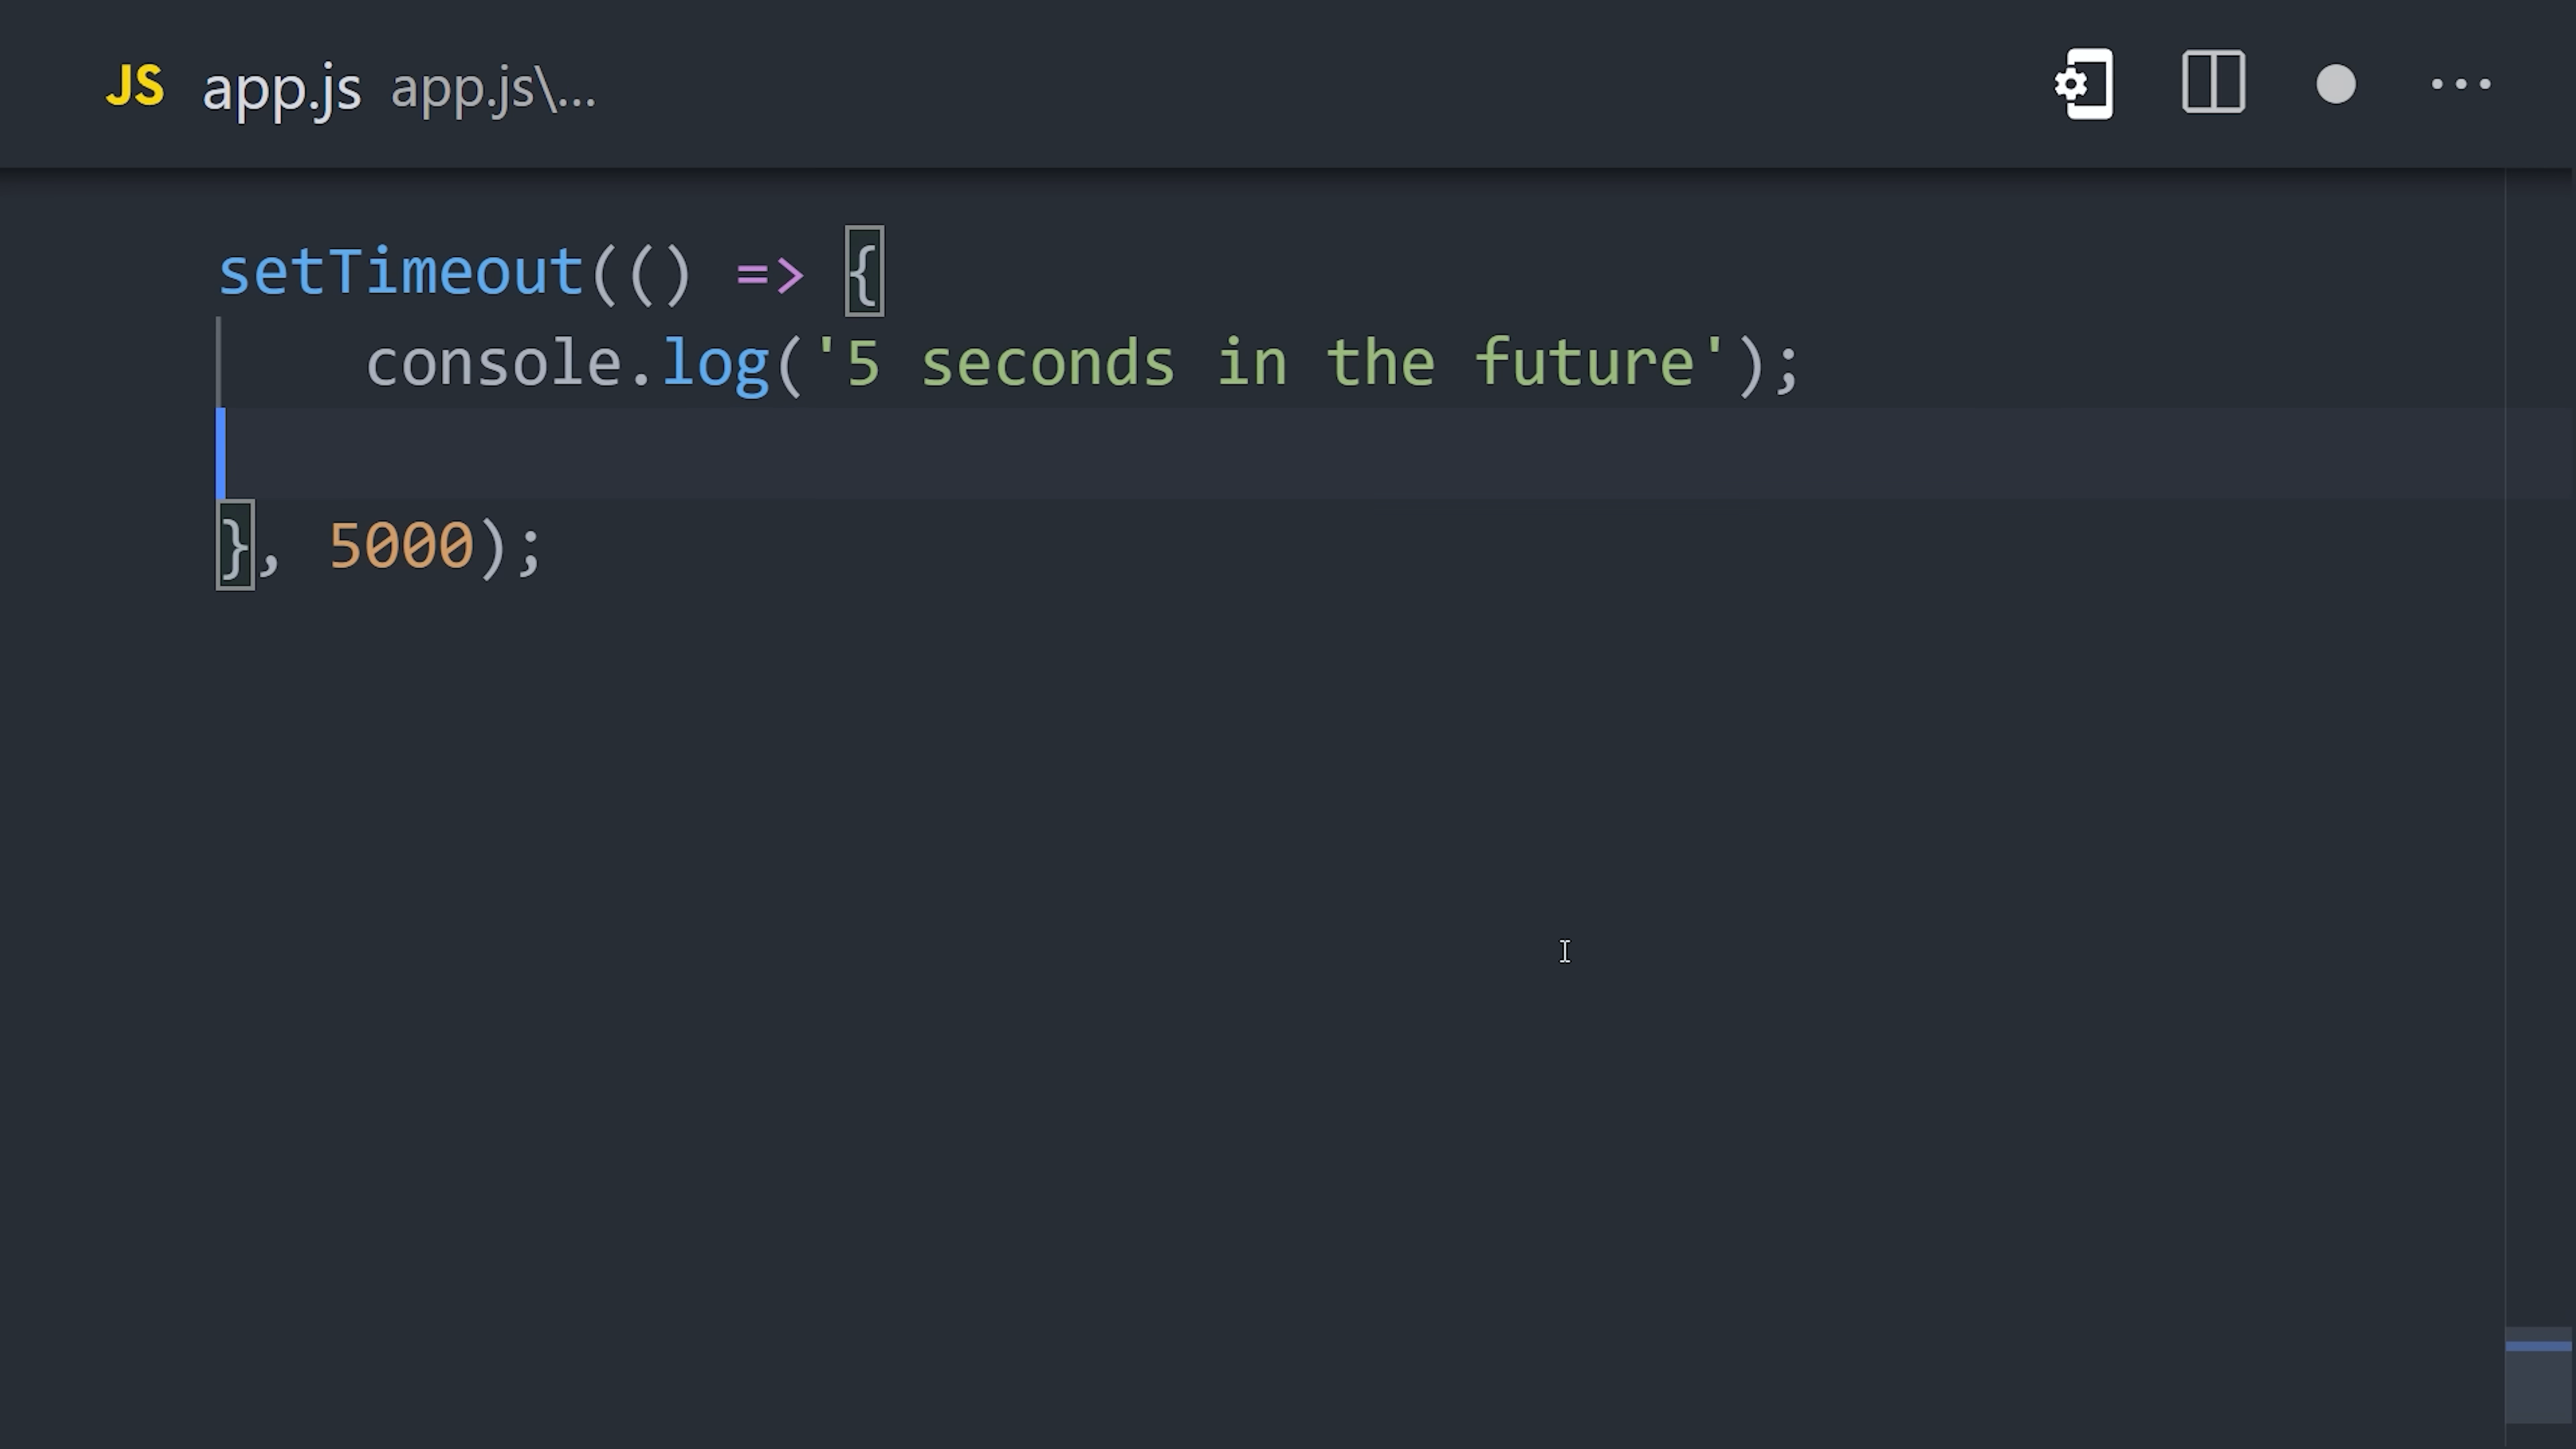 JS app.js app.js\...
setTimeout(() => {
    console.log('5 seconds in the future');
}, 5000);